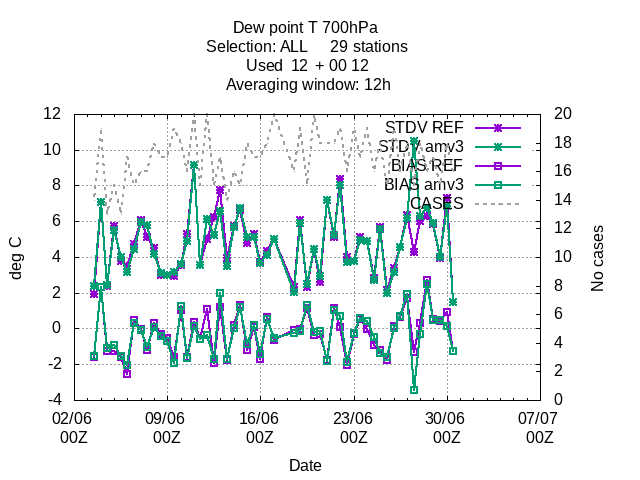 Dew point T 700hPa
Selection: ALL     29 stations
Used  12 + 00 12
Averaging window: 12h
12
10
8
6
4
2
0
-2
-4
20
18
16
14
12
10
8
6
4
2
0
deg C
No cases
STDV REF
STDV amv3
BIAS REF
BIAS amv3
CASES
02/06 09/06 16/06 23/06 30/06 07/07
00Z 00Z 00Z 00Z 00Z 00Z
Date